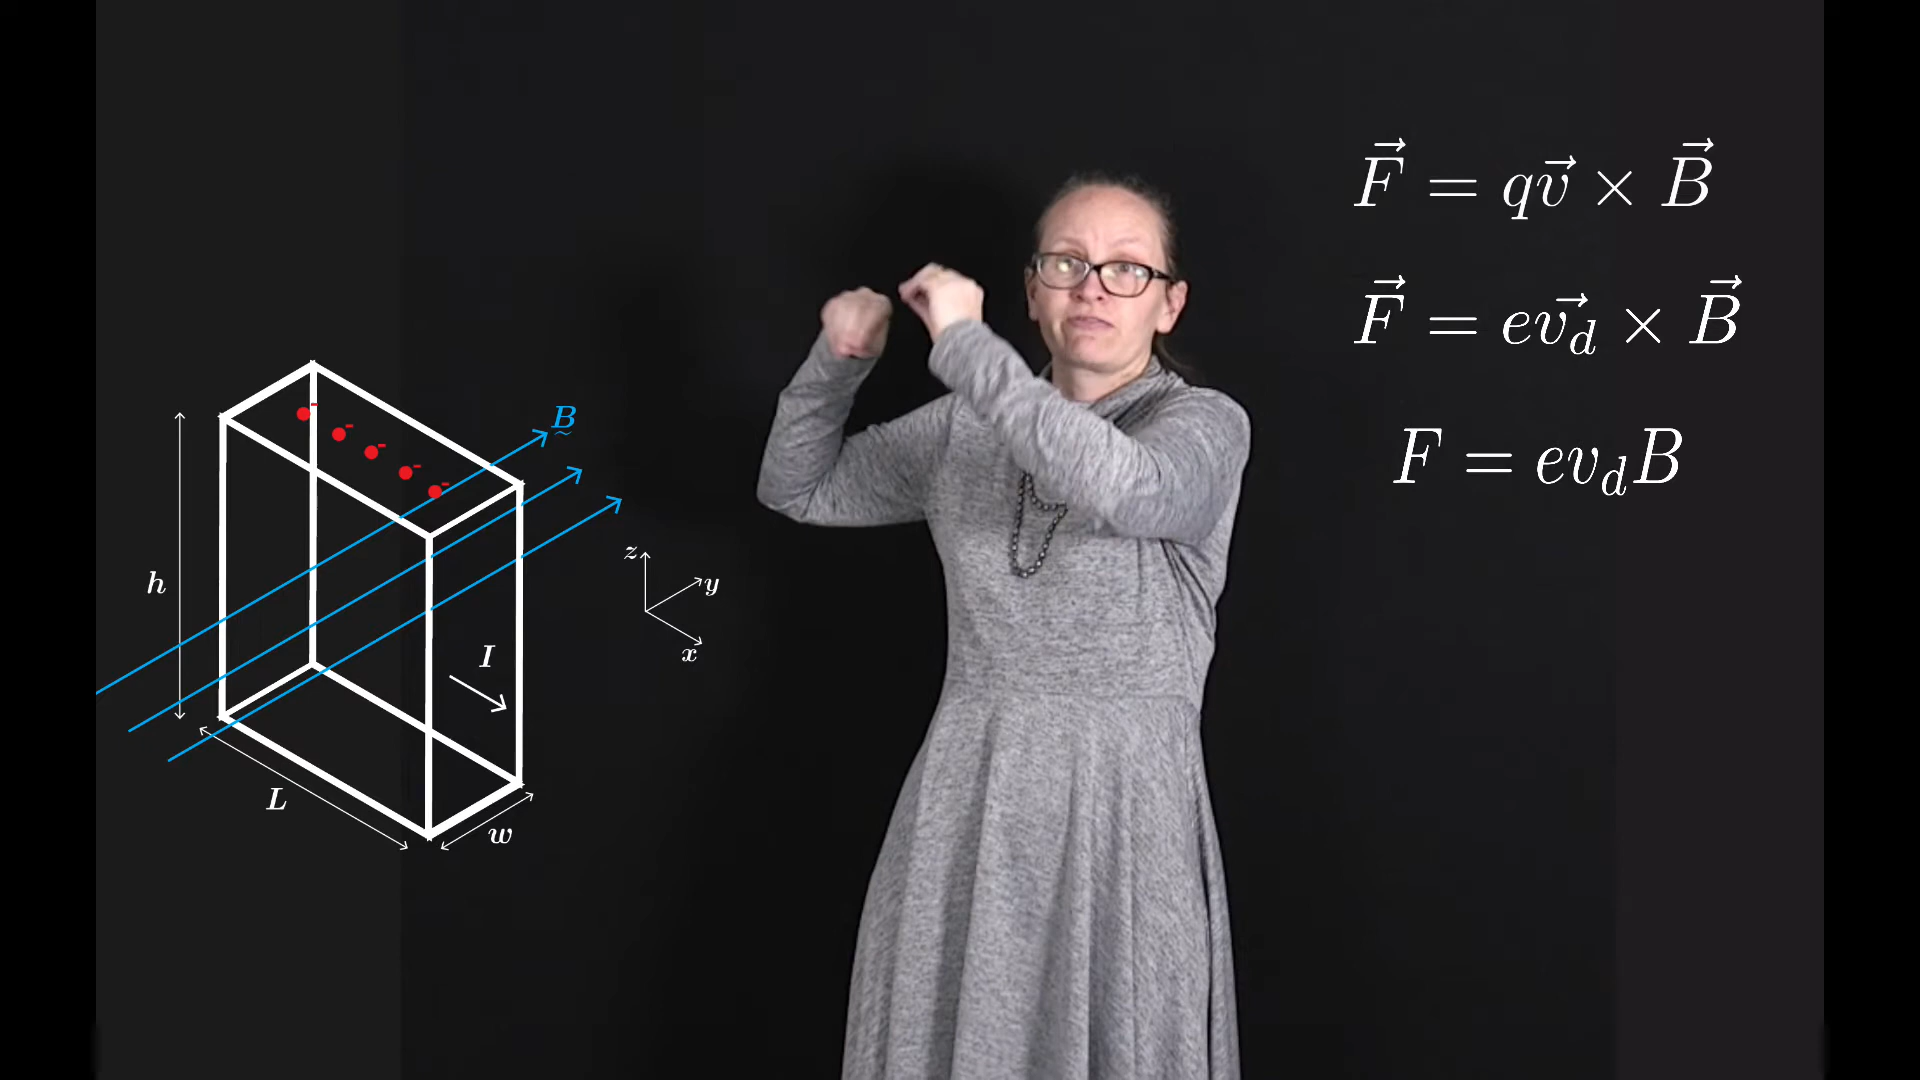 F⃗ = qv⃗ × B⃗
F⃗ = ev⃗_d × B⃗
F = ev_dB
B
h
I
L
w
z
y
x